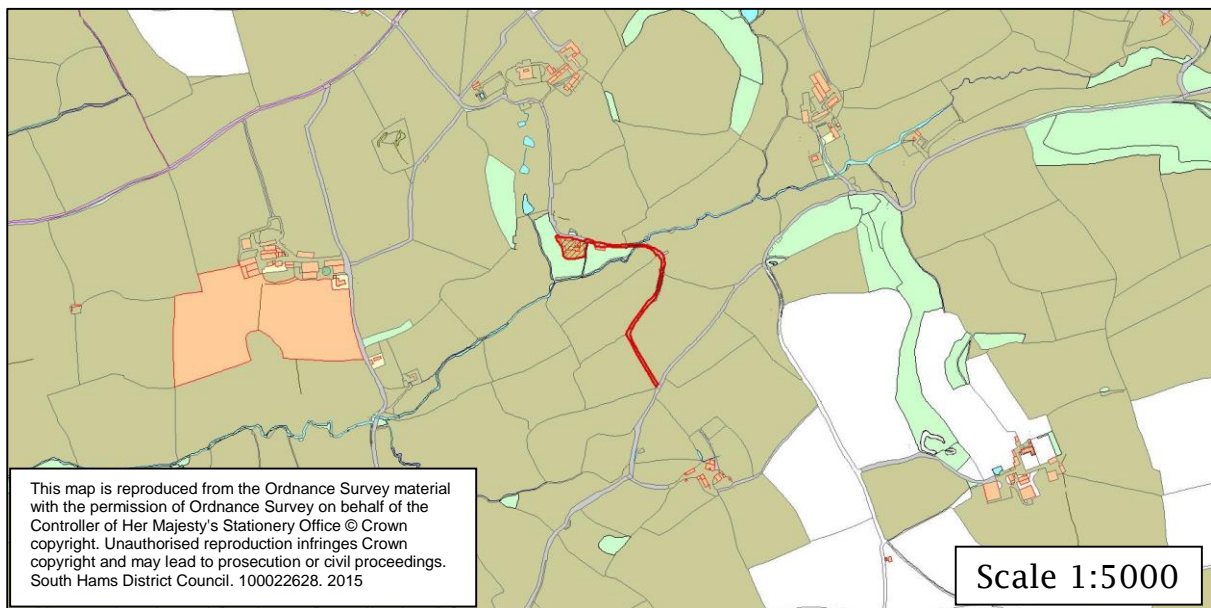 This map is reproduced from the Ordnance Survey material
with the permission of Ordnance Survey on behalf of the
Controller of Her Majesty's Stationery Office © Crown
copyright. Unauthorised reproduction infringes Crown
copyright and may lead to prosecution or civil proceedings.
South Hams District Council. 100022628. 2015
Scale 1:5000